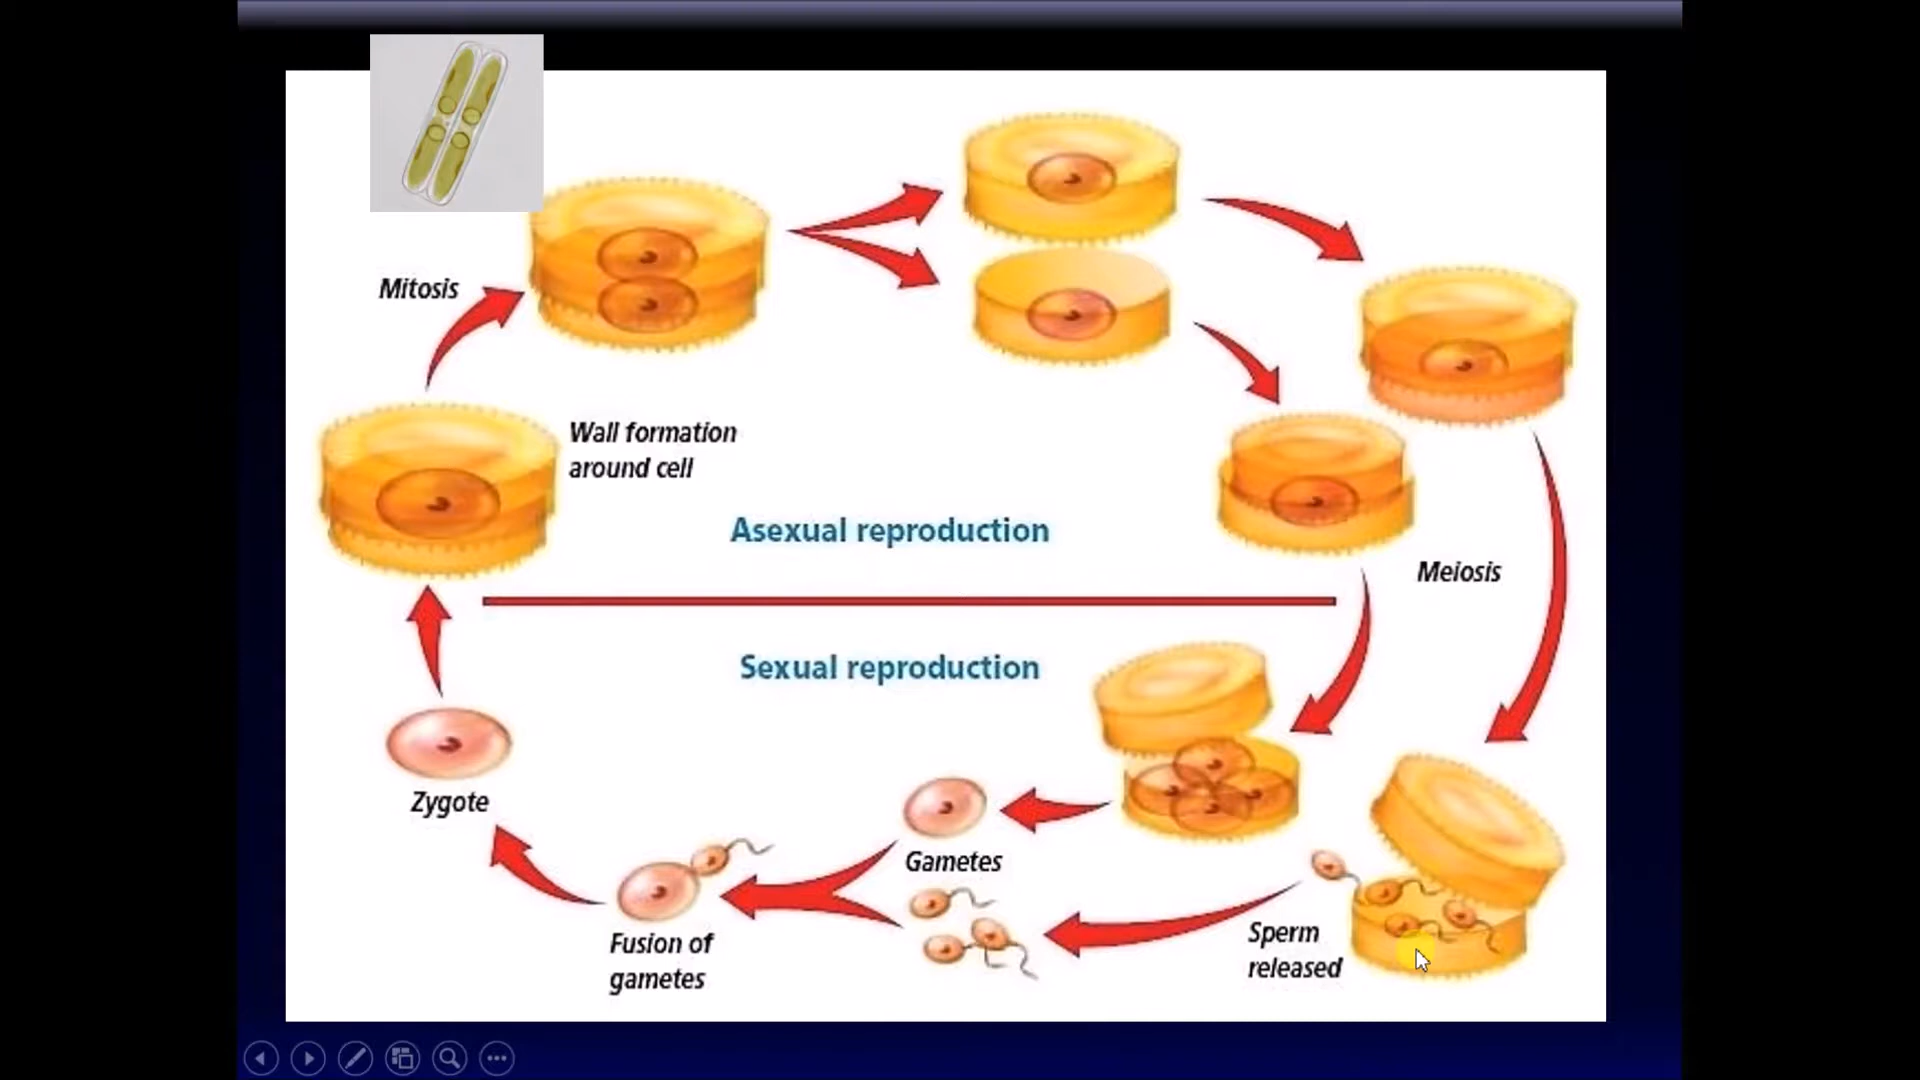 Mitosis
Wall formation
around cell
Asexual reproduction
Meiosis
Sexual reproduction
Zygote
Gametes
Fusion of
gametes
Sperm
released